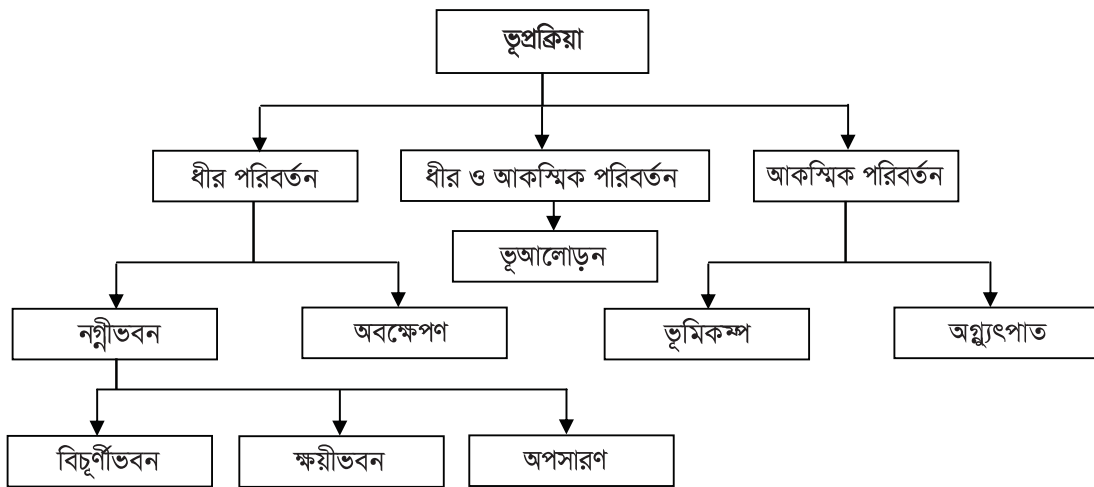 ভূপ্রক্রিয়া
ধীর পরিবর্তন
ধীর ও আকস্মিক পরিবর্তন
আকস্মিক পরিবর্তন
ভূআলোড়ন
নগ্নীভবন
অবক্ষেপণ
ভূমিকম্প
অগ্ন্যুৎপাত
বিচূর্ণীভবন
ক্ষয়ীভবন
অপসারণ